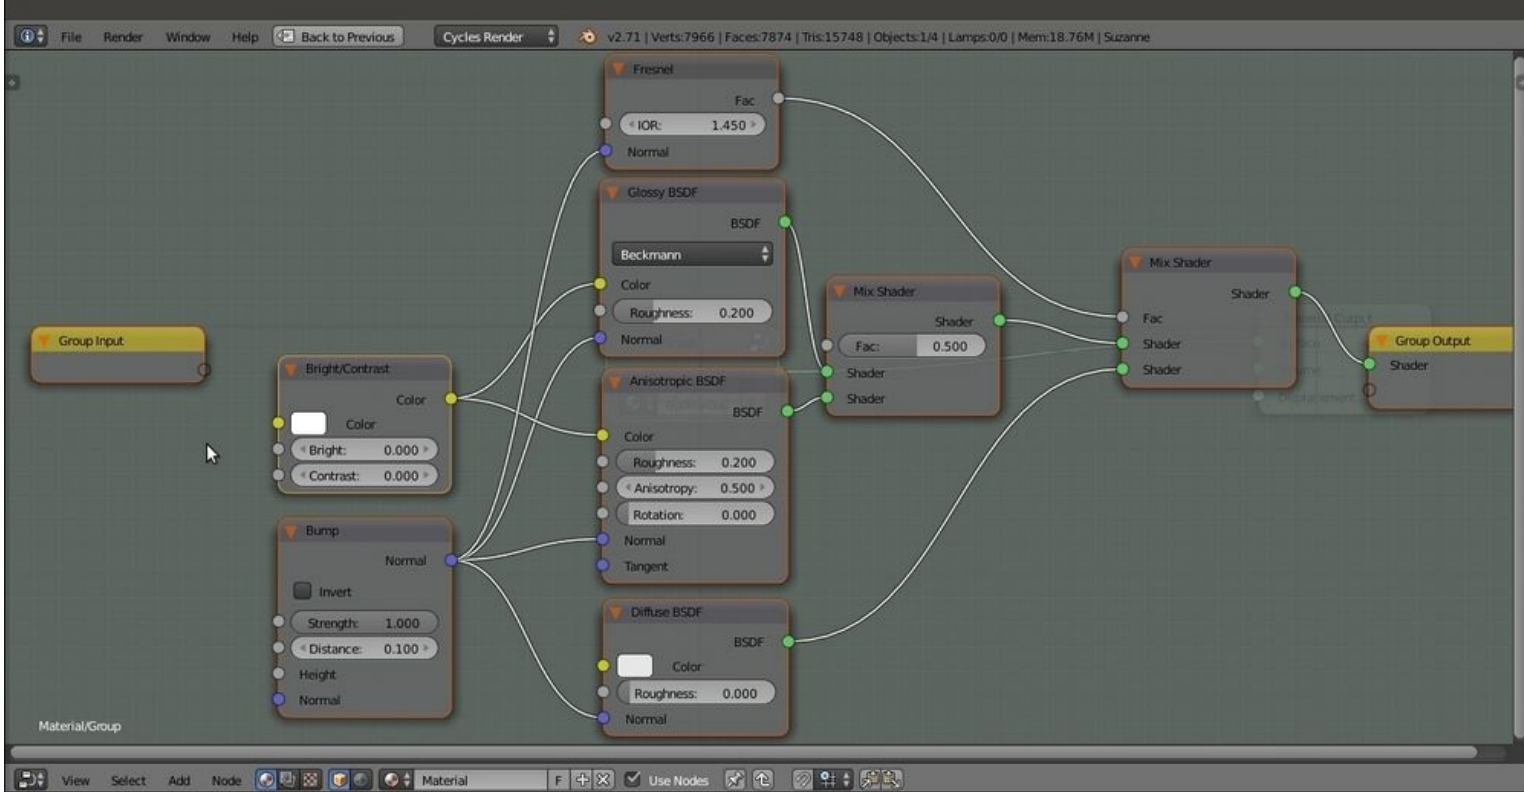 File Render Window Help Back to Previous Cycles Render v2.71 | Verts:7966 | Faces:7874 | Tris:15748 | Objects:1/4 | Lamps:0/0 | Mem:18.76M | Suzanne
Fresnel
Fac
IOR: 1.450
Normal
Glossy BSDF
BSDF
Beckmann
Color
Roughness: 0.200
Normal
Group Input
Bright/Contrast
Color
Color
Bright: 0.000
Contrast: 0.000
Bump
Normal
Invert
Strength: 1.000
Distance: 0.100
Height
Normal
Anisotropic BSDF
BSDF
Color
Roughness: 0.200
Anisotropy: 0.500
Rotation: 0.000
Normal
Tangent
Diffuse BSDF
BSDF
Color
Roughness: 0.000
Normal
Mix Shader
Shader
Fac: 0.500
Shader
Shader
Mix Shader
Shader
Fac
Shader
Shader
Group Output
Shader
Displacement
Material/Group
View Select Add Node Material F Use Nodes